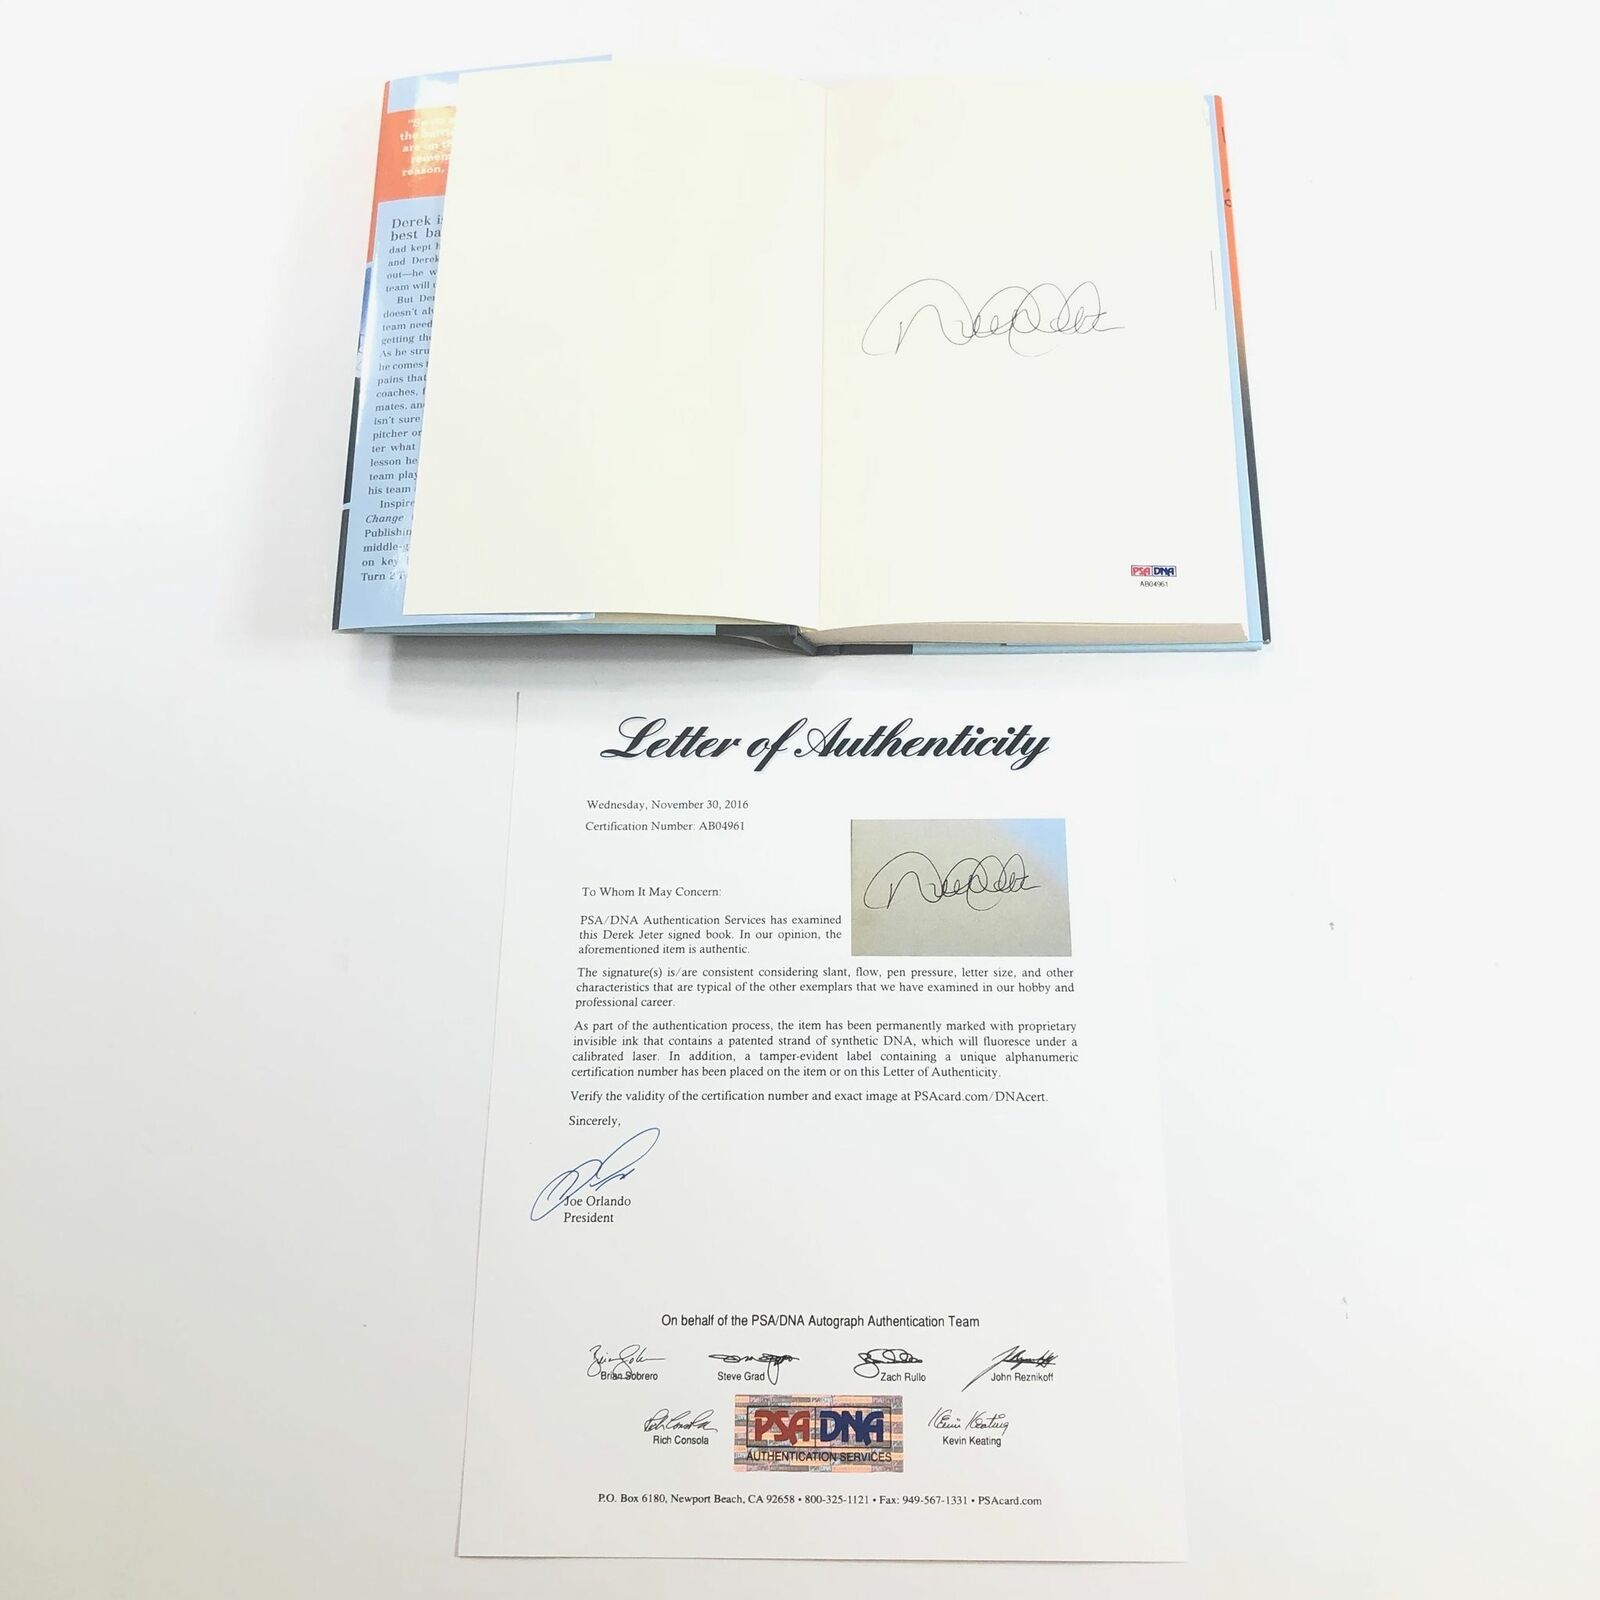 the battle
are on th
remem
reason,
Derek i
best ba
dad kept h
and Derek
out—he w
team will
But Der
doesn't alv
team need
getting the
As he stru
he comes
pains that
coaches, f
mates, an
isn't sure
pitcher or
ter what
lesson he
team play
his team
Inspire
Change
Publishin
middle-g
on key
Turn 2
PSA DNA
AB04961
Letter of Authenticity
Wednesday, November 30, 2016
Certification Number: AB04961
To Whom It May Concern:
PSA/DNA Authentication Services has examined
this Derek Jeter signed book. In our opinion, the
aforementioned item is authentic.
The signature(s) is/are consistent considering slant, flow, pen pressure, letter size, and other
characteristics that are typical of the other exemplars that we have examined in our hobby and
professional career.
As part of the authentication process, the item has been permanently marked with proprietary
invisible ink that contains a patented strand of synthetic DNA, which will fluoresce under a
calibrated laser. In addition, a tamper-evident label containing a unique alphanumeric
certification number has been placed on the item or on this Letter of Authenticity.
Verify the validity of the certification number and exact image at PSAcard.com/DNAcert.
Sincerely,
Joe Orlando
President
On behalf of the PSA/DNA Autograph Authentication Team
Brian Sobrero Steve Grad Zach Rullo John Reznikoff
Rich Consola Kevin Keating
PSA DNA
AUTHENTICATION SERVICES
P.O. Box 6180, Newport Beach, CA 92658 • 800-325-1121 • Fax: 949-567-1331 • PSAcard.com